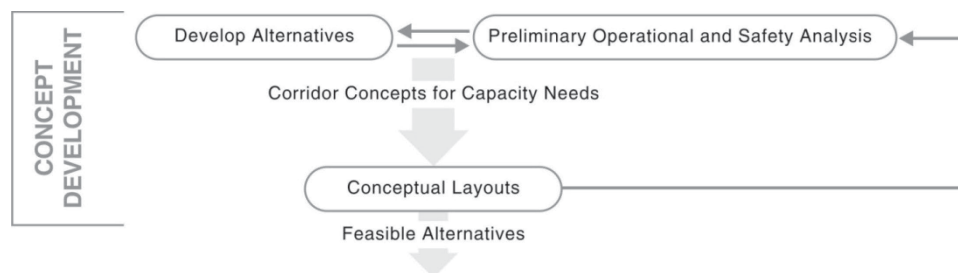 CONCEPT
DEVELOPMENT
Develop Alternatives
Preliminary Operational and Safety Analysis
Corridor Concepts for Capacity Needs
Conceptual Layouts
Feasible Alternatives